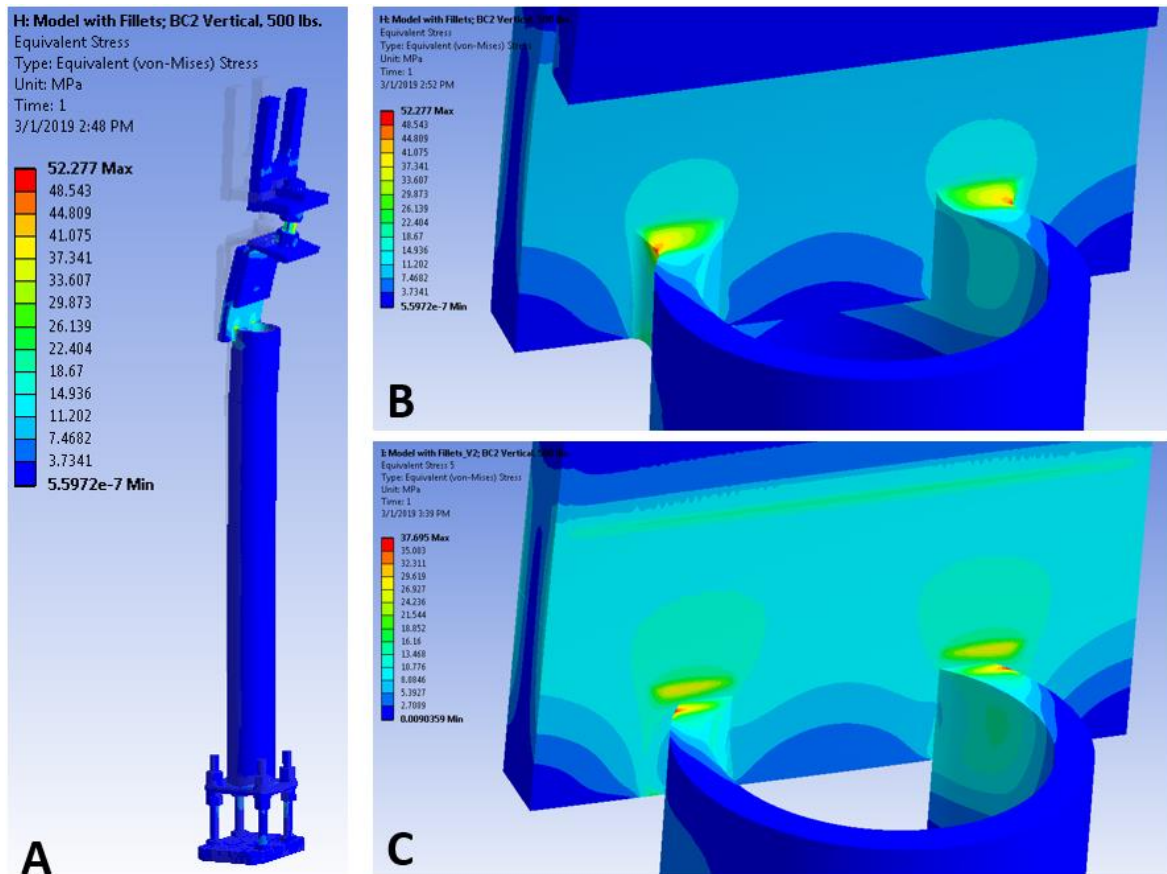 H: Model with Fillets; BC2 Vertical, 500 lbs.
Equivalent Stress
Type: Equivalent (von-Mises) Stress
Unit: MPa
Time: 1
3/1/2019 2:48 PM
52.277 Max
48.543
44.809
41.075
37.341
33.607
29.873
26.139
22.404
18.67
14.936
11.202
7.4682
3.7341
5.5972e-7 Min
A
H: Model with Fillets; BC2 Vertical, 500 lbs.
Equivalent Stress
Type: Equivalent (von-Mises) Stress
Unit: MPa
Time: 1
3/1/2019 2:52 PM
52.277 Max
48.543
44.809
41.075
37.341
33.607
29.873
26.139
22.404
18.67
14.936
11.202
7.4682
3.7341
5.5972e-7 Min
B
I: Model with Fillets_V2; BC2 Vertical, 500 lbs.
Equivalent Stress 5
Type: Equivalent (von-Mises) Stress
Unit: MPa
Time: 1
3/1/2019 3:39 PM
37.695 Max
35.003
32.311
29.619
26.927
24.236
21.544
18.852
16.16
13.468
10.776
8.0846
5.3927
2.7009
0.0090359 Min
C